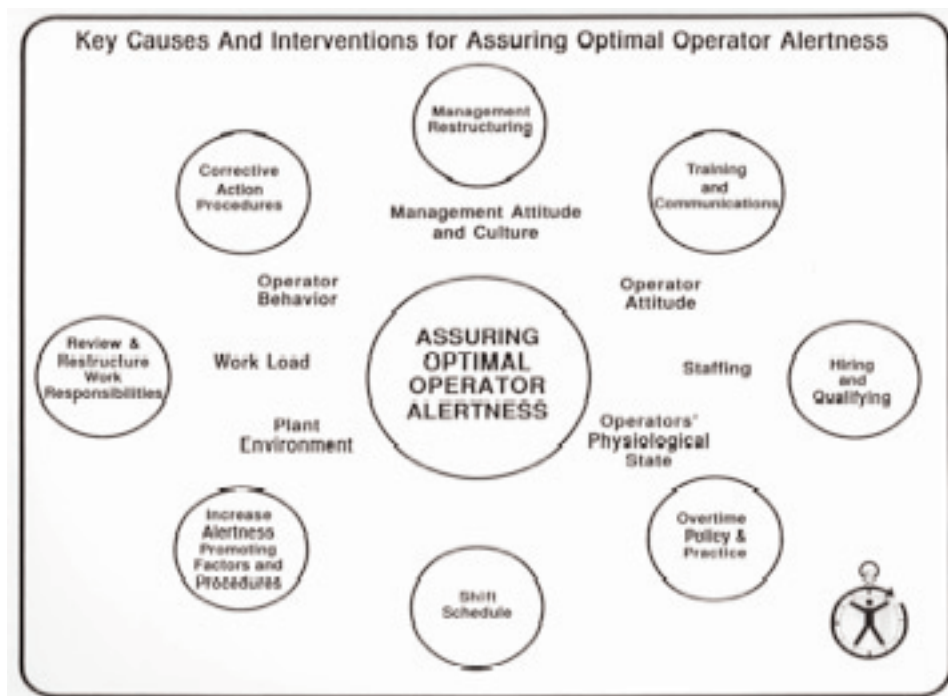 Key Causes And Interventions for Assuring Optimal Operator Alertness
Management
Restructuring
Corrective
Action
Procedures
Training
and
Communications
Management Attitude
and Culture
Operator
Behavior
Operator
Attitude
Review &
Restructure
Work
Responsibilities
Work Load
ASSURING
OPTIMAL
OPERATOR
ALERTNESS
Staffing
Hiring
and
Qualifying
Plant
Environment
Operators'
Physiological
State
Increase
Alertness
Promoting
Factors and
Procedures
Shift
Schedule
Overtime
Policy &
Practice